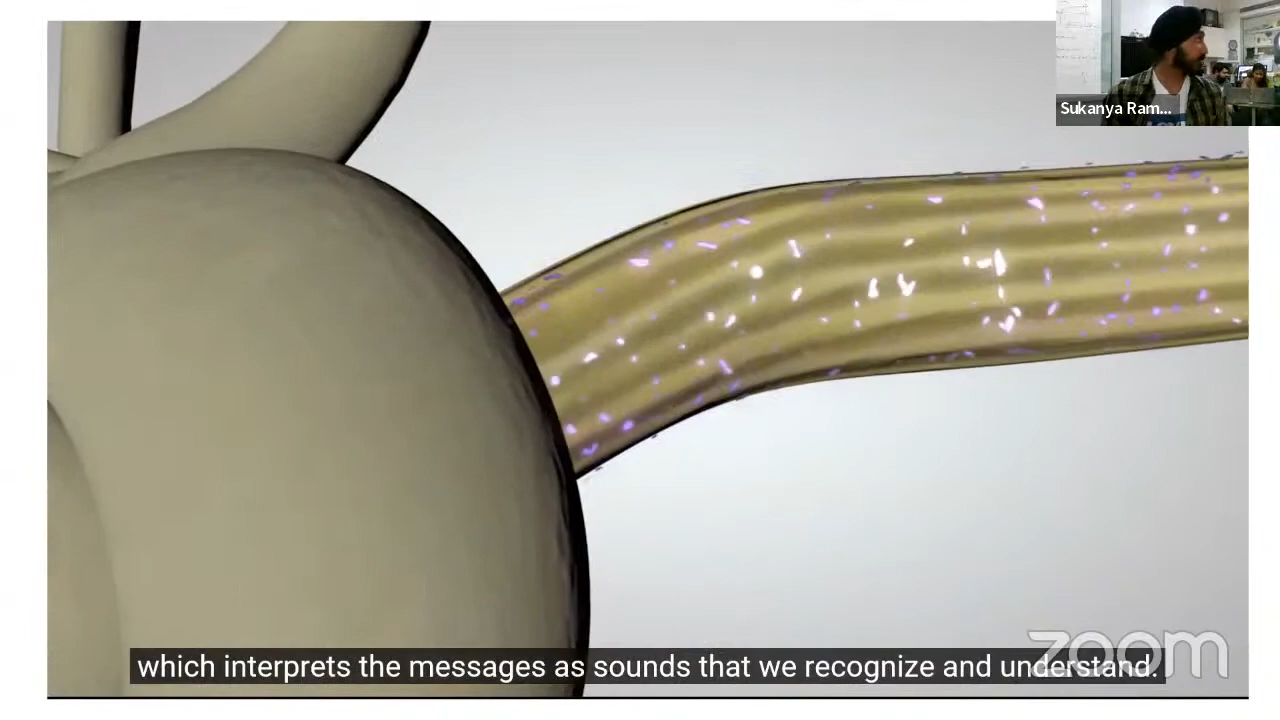 Sukanya Ram...
which interprets the messages as sounds that we recognize and understand.
zoom